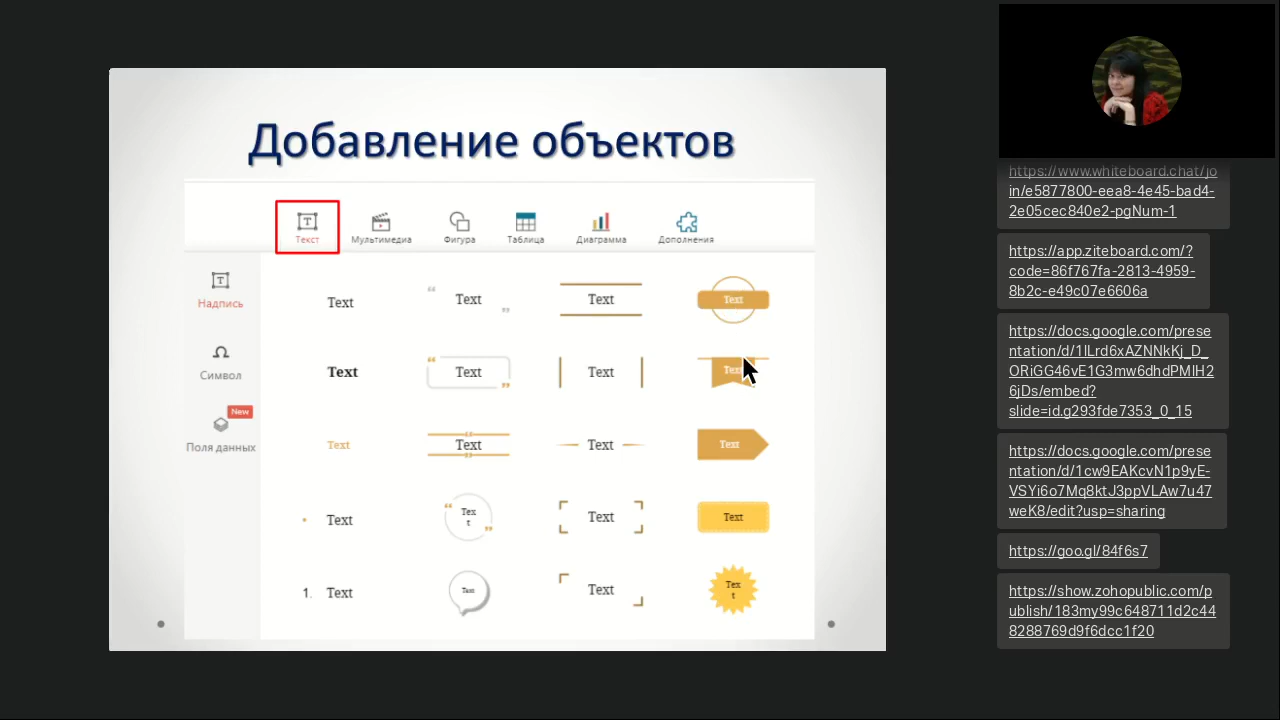 Добавление объектов
Текст Мультимедиа Фигура Таблица Диаграмма Дополнения
Надпись
Символ
New
Поля данных
Text “ Text ” Text Text
Text “ Text ” Text Text
Text Text Text Text
• Text “ Tex ” Text Text
t
1. Text Text Text Tex
t
https://www.whiteboard.chat/jo
in/e5877800-eea8-4e45-bad4-
2e05cec840e2-pgNum-1
https://app.ziteboard.com/?
code=86f767fa-2813-4959-
8b2c-e49c07e6606a
https://docs.google.com/prese
ntation/d/1ILrd6xAZNNkKj_D_
ORiGG46vE1G3mw6dhdPMIH2
6jDs/embed?
slide=id.g293fde7353_0_15
https://docs.google.com/prese
ntation/d/1cw9EAKcvN1p9yE-
VSYi6o7Mq8ktJ3ppVLAw7u47
weK8/edit?usp=sharing
https://goo.gl/84f6s7
https://show.zohopublic.com/p
ublish/183my99c648711d2c44
8288769d9f6dcc1f20